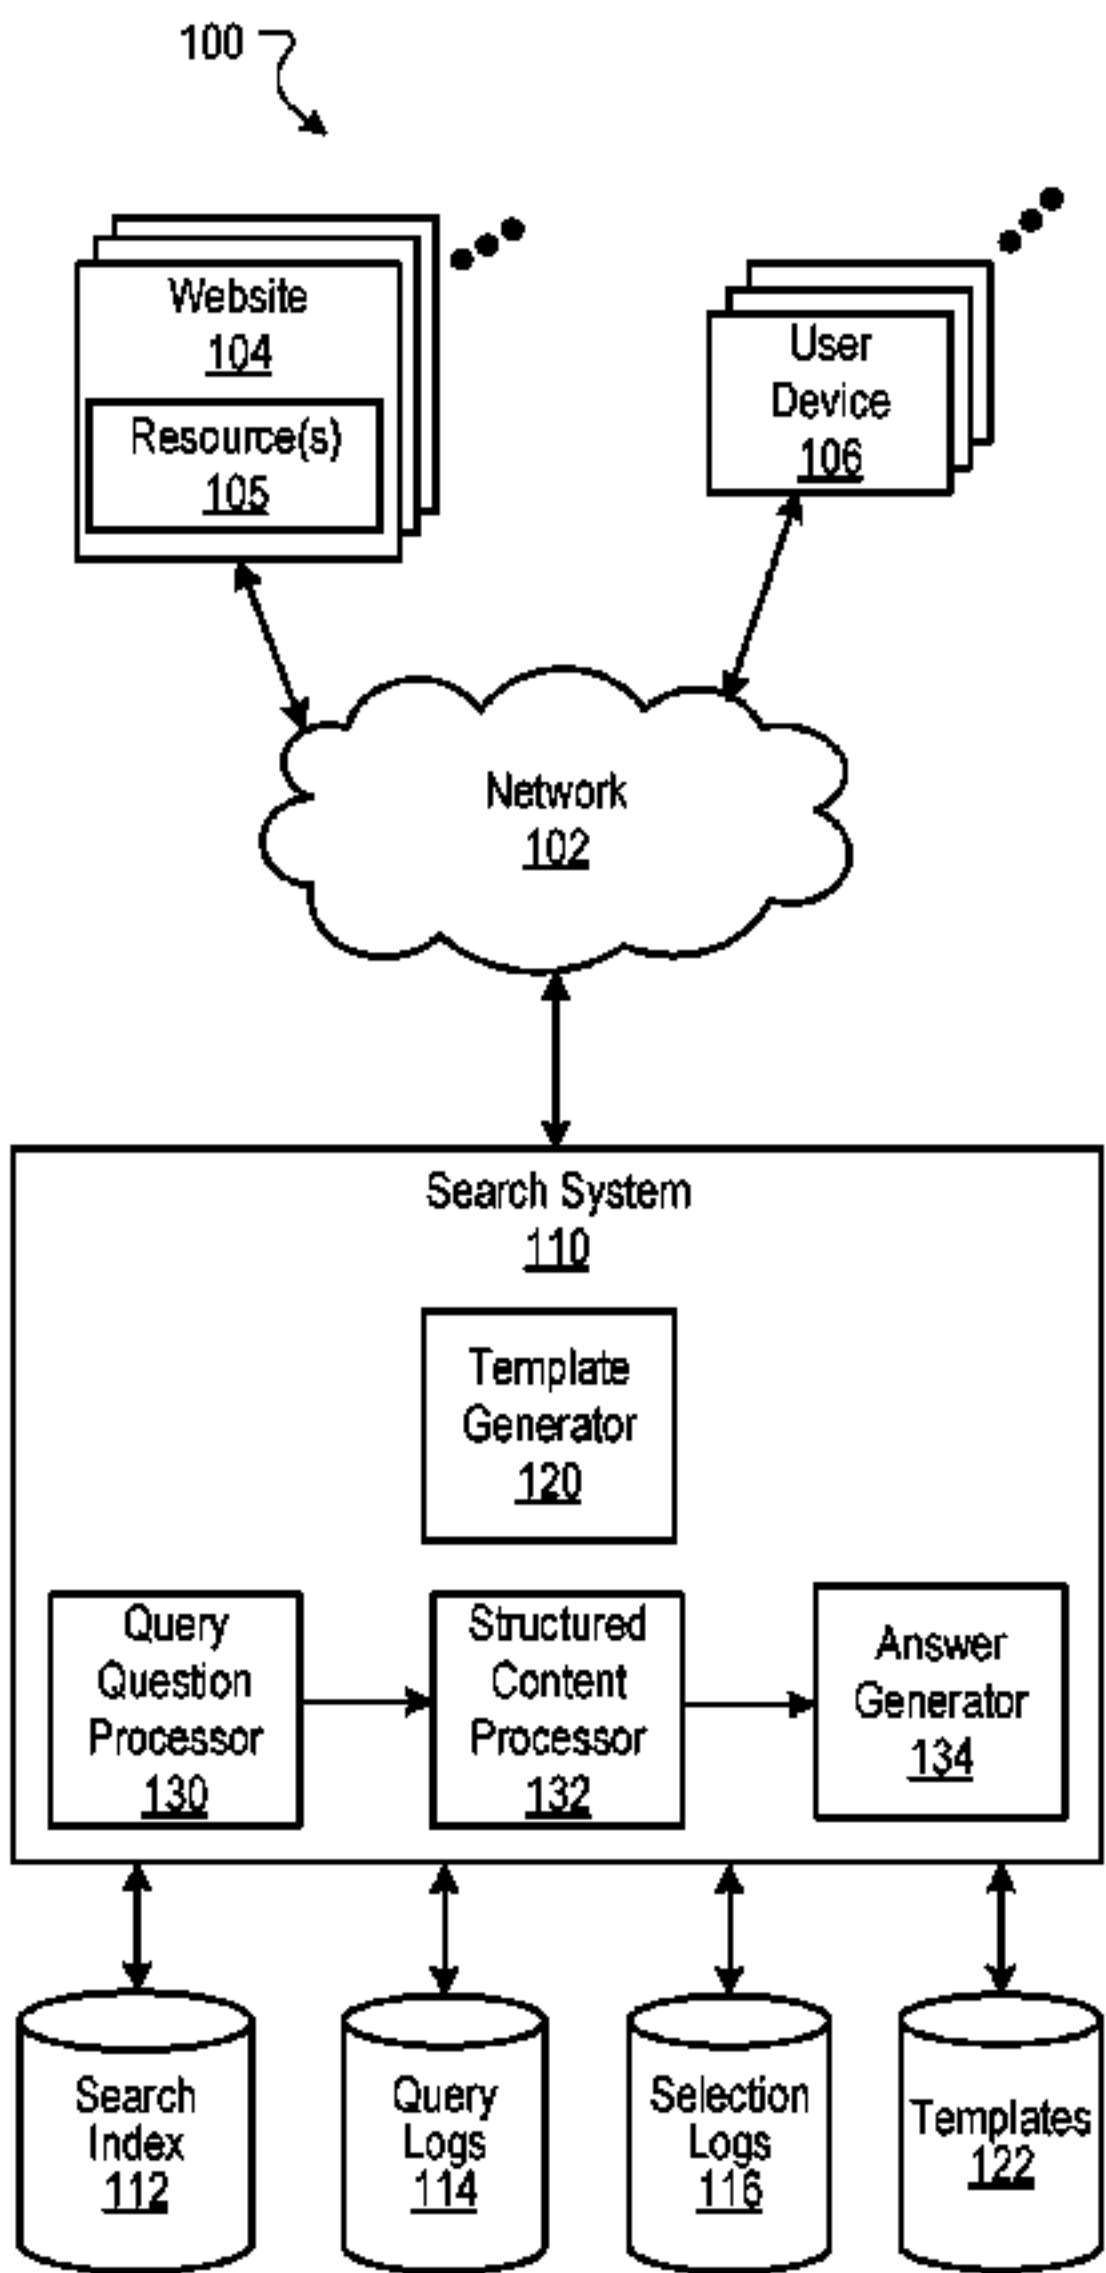 100
Website
104
Resource(s)
105
User
Device
106
Network
102
Search System
110
Template
Generator
120
Query
Question
Processor
130
Structured
Content
Processor
132
Answer
Generator
134
Search
Index
112
Query
Logs
114
Selection
Logs
116
Templates
122